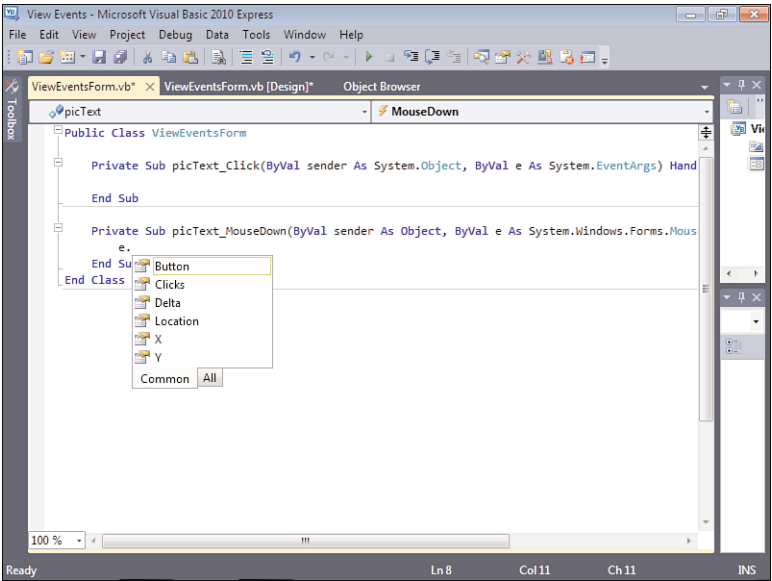 View Events - Microsoft Visual Basic 2010 Express
File Edit View Project Debug Data Tools Window Help
ViewEventsForm.vb* ViewEventsForm.vb [Design]* Object Browser
Toolbox
picText MouseDown
Public Class ViewEventsForm
Private Sub picText_Click(ByVal sender As System.Object, ByVal e As System.EventArgs) Hand
End Sub
Private Sub picText_MouseDown(ByVal sender As Object, ByVal e As System.Windows.Forms.Mous
e.
End Su
End Class
Button
Clicks
Delta
Location
X
Y
Common All
Vi
100 %
Ready Ln 8 Col 11 Ch 11 INS